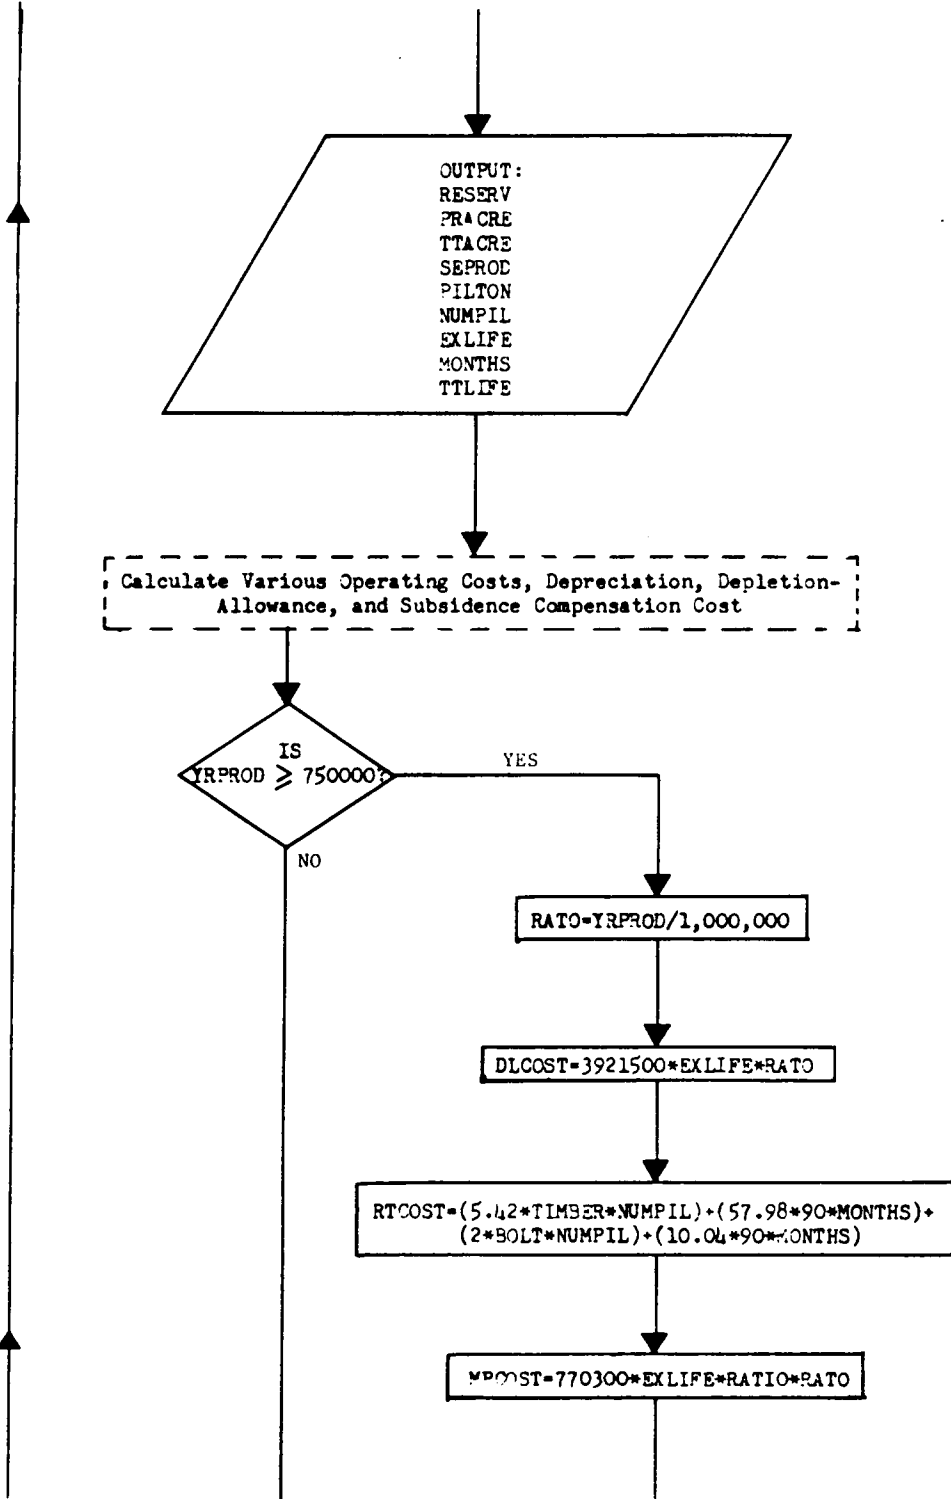 OUTPUT:
RESERV
PRACRE
TTACRE
SEPROD
PILTON
NUMPIL
EXLIFE
MONTHS
TTLIFE
Calculate Various Operating Costs, Depreciation, Depletion-
Allowance, and Subsidence Compensation Cost
IS
YRPROD ≥ 750000?
YES
NO
RATO=YRPROD/1,000,000
DLCOST=3921500*EXLIFE*RATO
RTCOST=(5.42*TIMBER*NUMPIL)+(57.98*90*MONTHS)+
(2*BOLT*NUMPIL)+(10.04*90*MONTHS)
MPCOST=770300*EXLIFE*RATIO*RATO